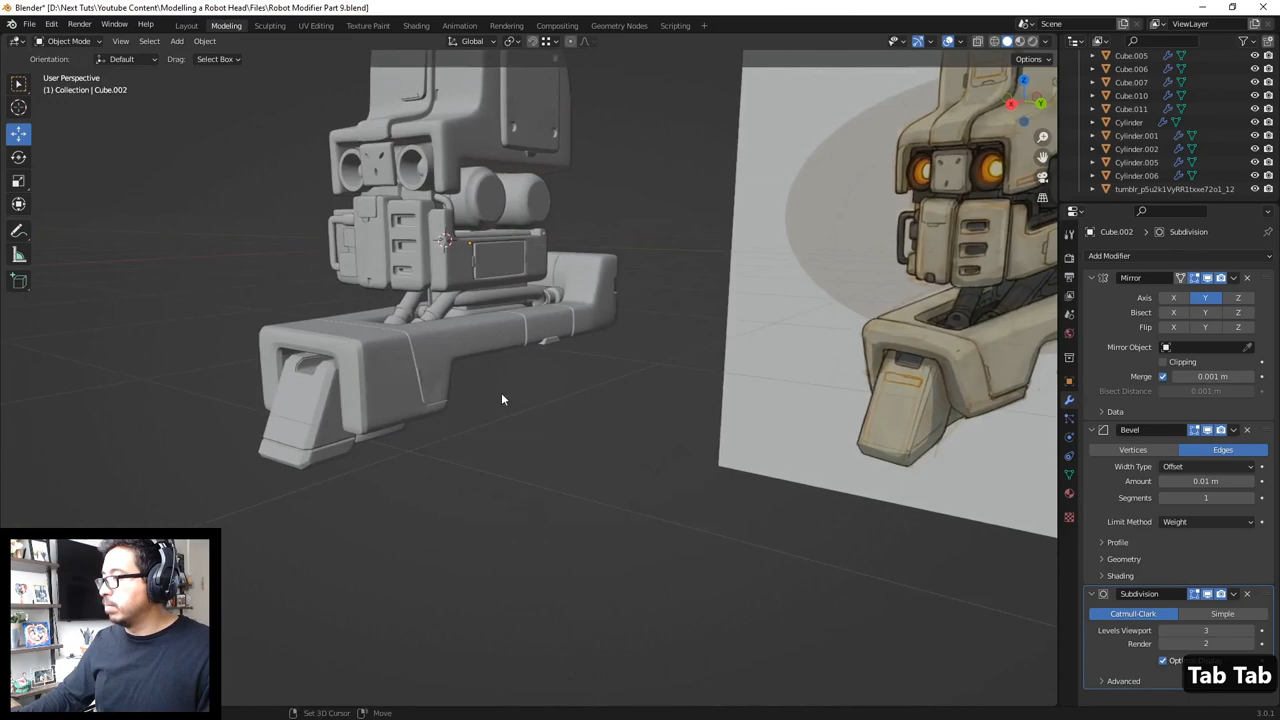 Blender* [D:\Next Tuts\Youtube Content\Modelling a Robot Head\Files\Robot Modifier Part 9.blend]
File Edit Render Window Help Layout Modeling Sculpting UV Editing Texture Paint Shading Animation Rendering Compositing Geometry Nodes Scripting Scene ViewLayer
Object Mode View Select Add Object Global
Orientation: Default Drag: Select Box Options
User Perspective
(1) Collection | Cube.002
Z
X
Y
Cube.005
Cube.006
Cube.007
Cube.010
Cube.011
Cylinder
Cylinder.001
Cylinder.002
Cylinder.005
Cylinder.006
tumblr_p5u2k1VyRR1txxe72o1_12
Cube.002 Subdivision
Add Modifier
Mirror
Axis X Y Z
Bisect X Y Z
Flip X Y Z
Mirror Object
Clipping
Merge 0.001 m
Bisect Distance 0.001 m
Data
Bevel
Vertices Edges
Width Type Offset
Amount 0.01 m
Segments 1
Limit Method Weight
Profile
Geometry
Shading
Subdivision
Catmull-Clark Simple
Levels Viewport 3
Render 2
Advanced
Tab Tab
Set 3D Cursor Move
3.0.1